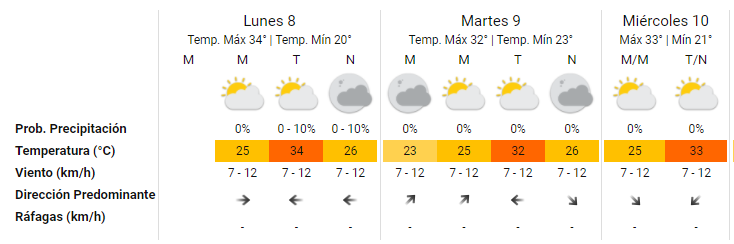 Lunes 8 Martes 9 Miércoles 10
Temp. Máx 34° | Temp. Mín 20° Temp. Máx 32° | Temp. Mín 23° Máx 33° | Mín 21°
M M T N M M T N M/M T/N
Prob. Precipitación 0% 0 - 10% 0 - 10% 0% 0% 0% 0% 0% 0%
Temperatura (°C) 25 34 26 23 25 32 26 25 33
Viento (km/h) 7 - 12 7 - 12 7 - 12 7 - 12 7 - 12 7 - 12 7 - 12 7 - 12 7 - 12
Dirección Predominante
Ráfagas (km/h)
- - - - - - - - -